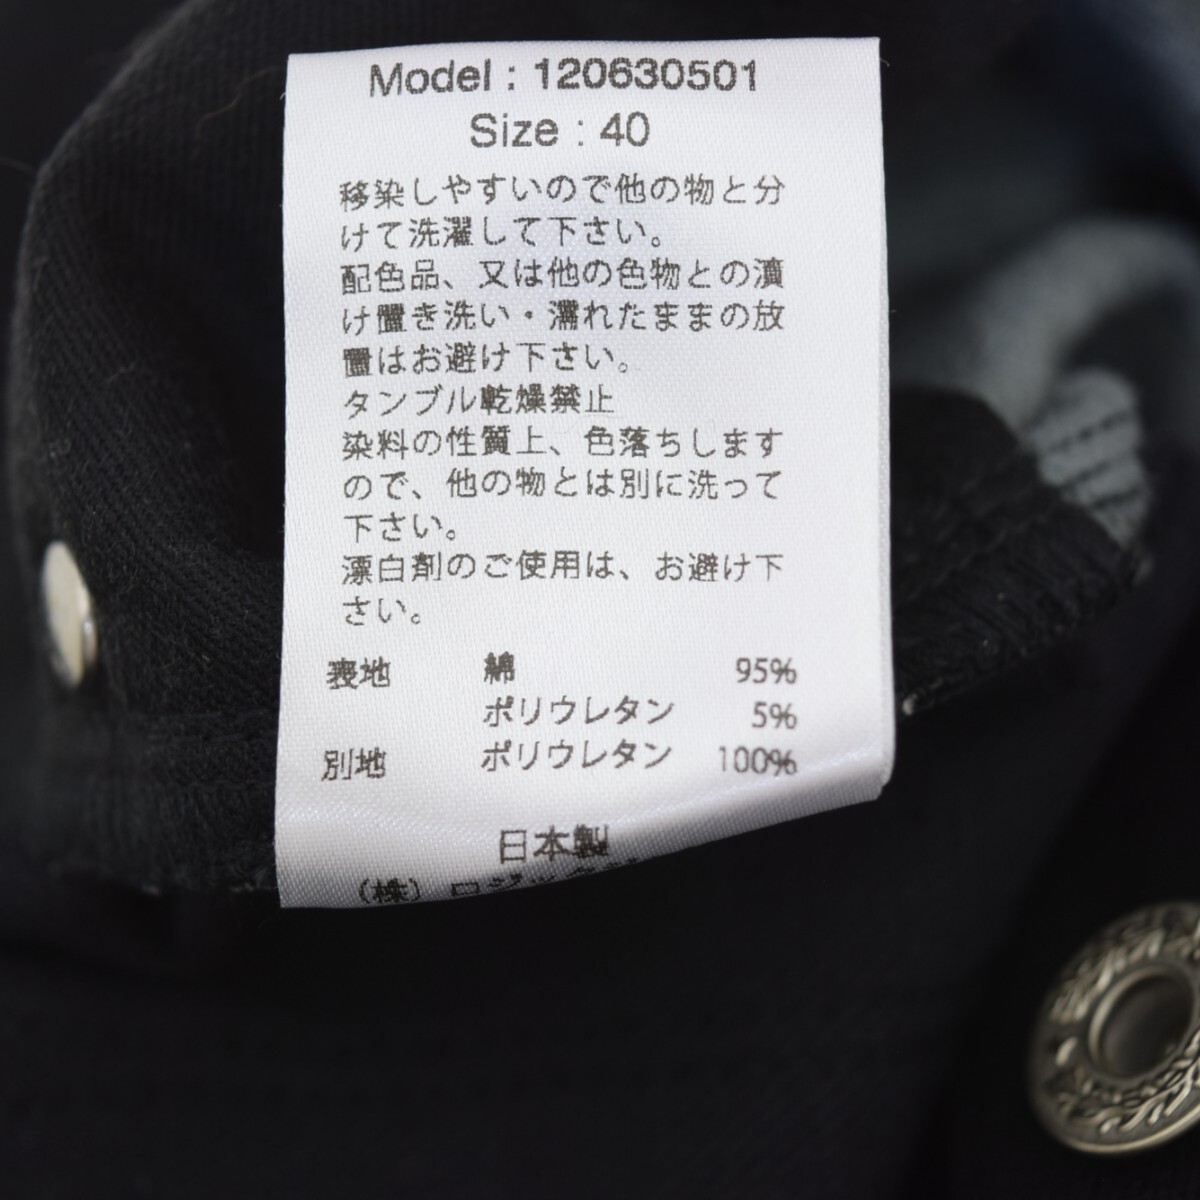 Model : 120630501
Size : 40
移染しやすいので他の物と分
けて洗濯して下さい。
配色品、又は他の色物との漬
け置き洗い・濡れたままの放
置はお避け下さい。
タンブル乾燥禁止
染料の性質上、色落ちします
ので、他の物とは別に洗って
下さい。
漂白剤のご使用は、お避け下
さい。
表地 綿 95%
ポリウレタン 5%
別地 ポリウレタン 100%
日本製
（株）ロジック